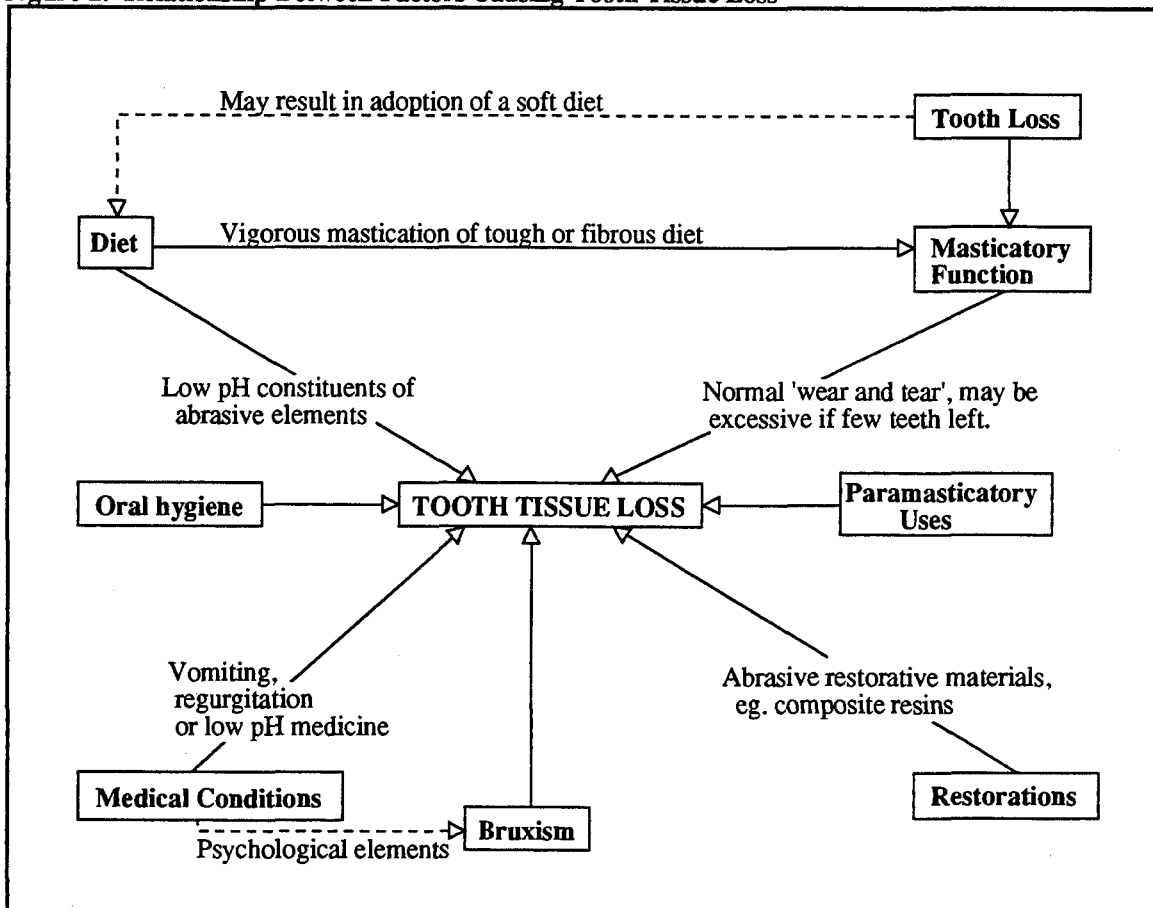 May result in adoption of a soft diet
Tooth Loss
Diet
Vigorous mastication of tough or fibrous diet
Masticatory
Function
Low pH constituents of
abrasive elements
Normal 'wear and tear', may be
excessive if few teeth left.
Oral hygiene
TOOTH TISSUE LOSS
Paramasticatory
Uses
Vomiting,
regurgitation
or low pH medicine
Abrasive restorative materials,
eg. composite resins
Medical Conditions
Restorations
Bruxism
Psychological elements